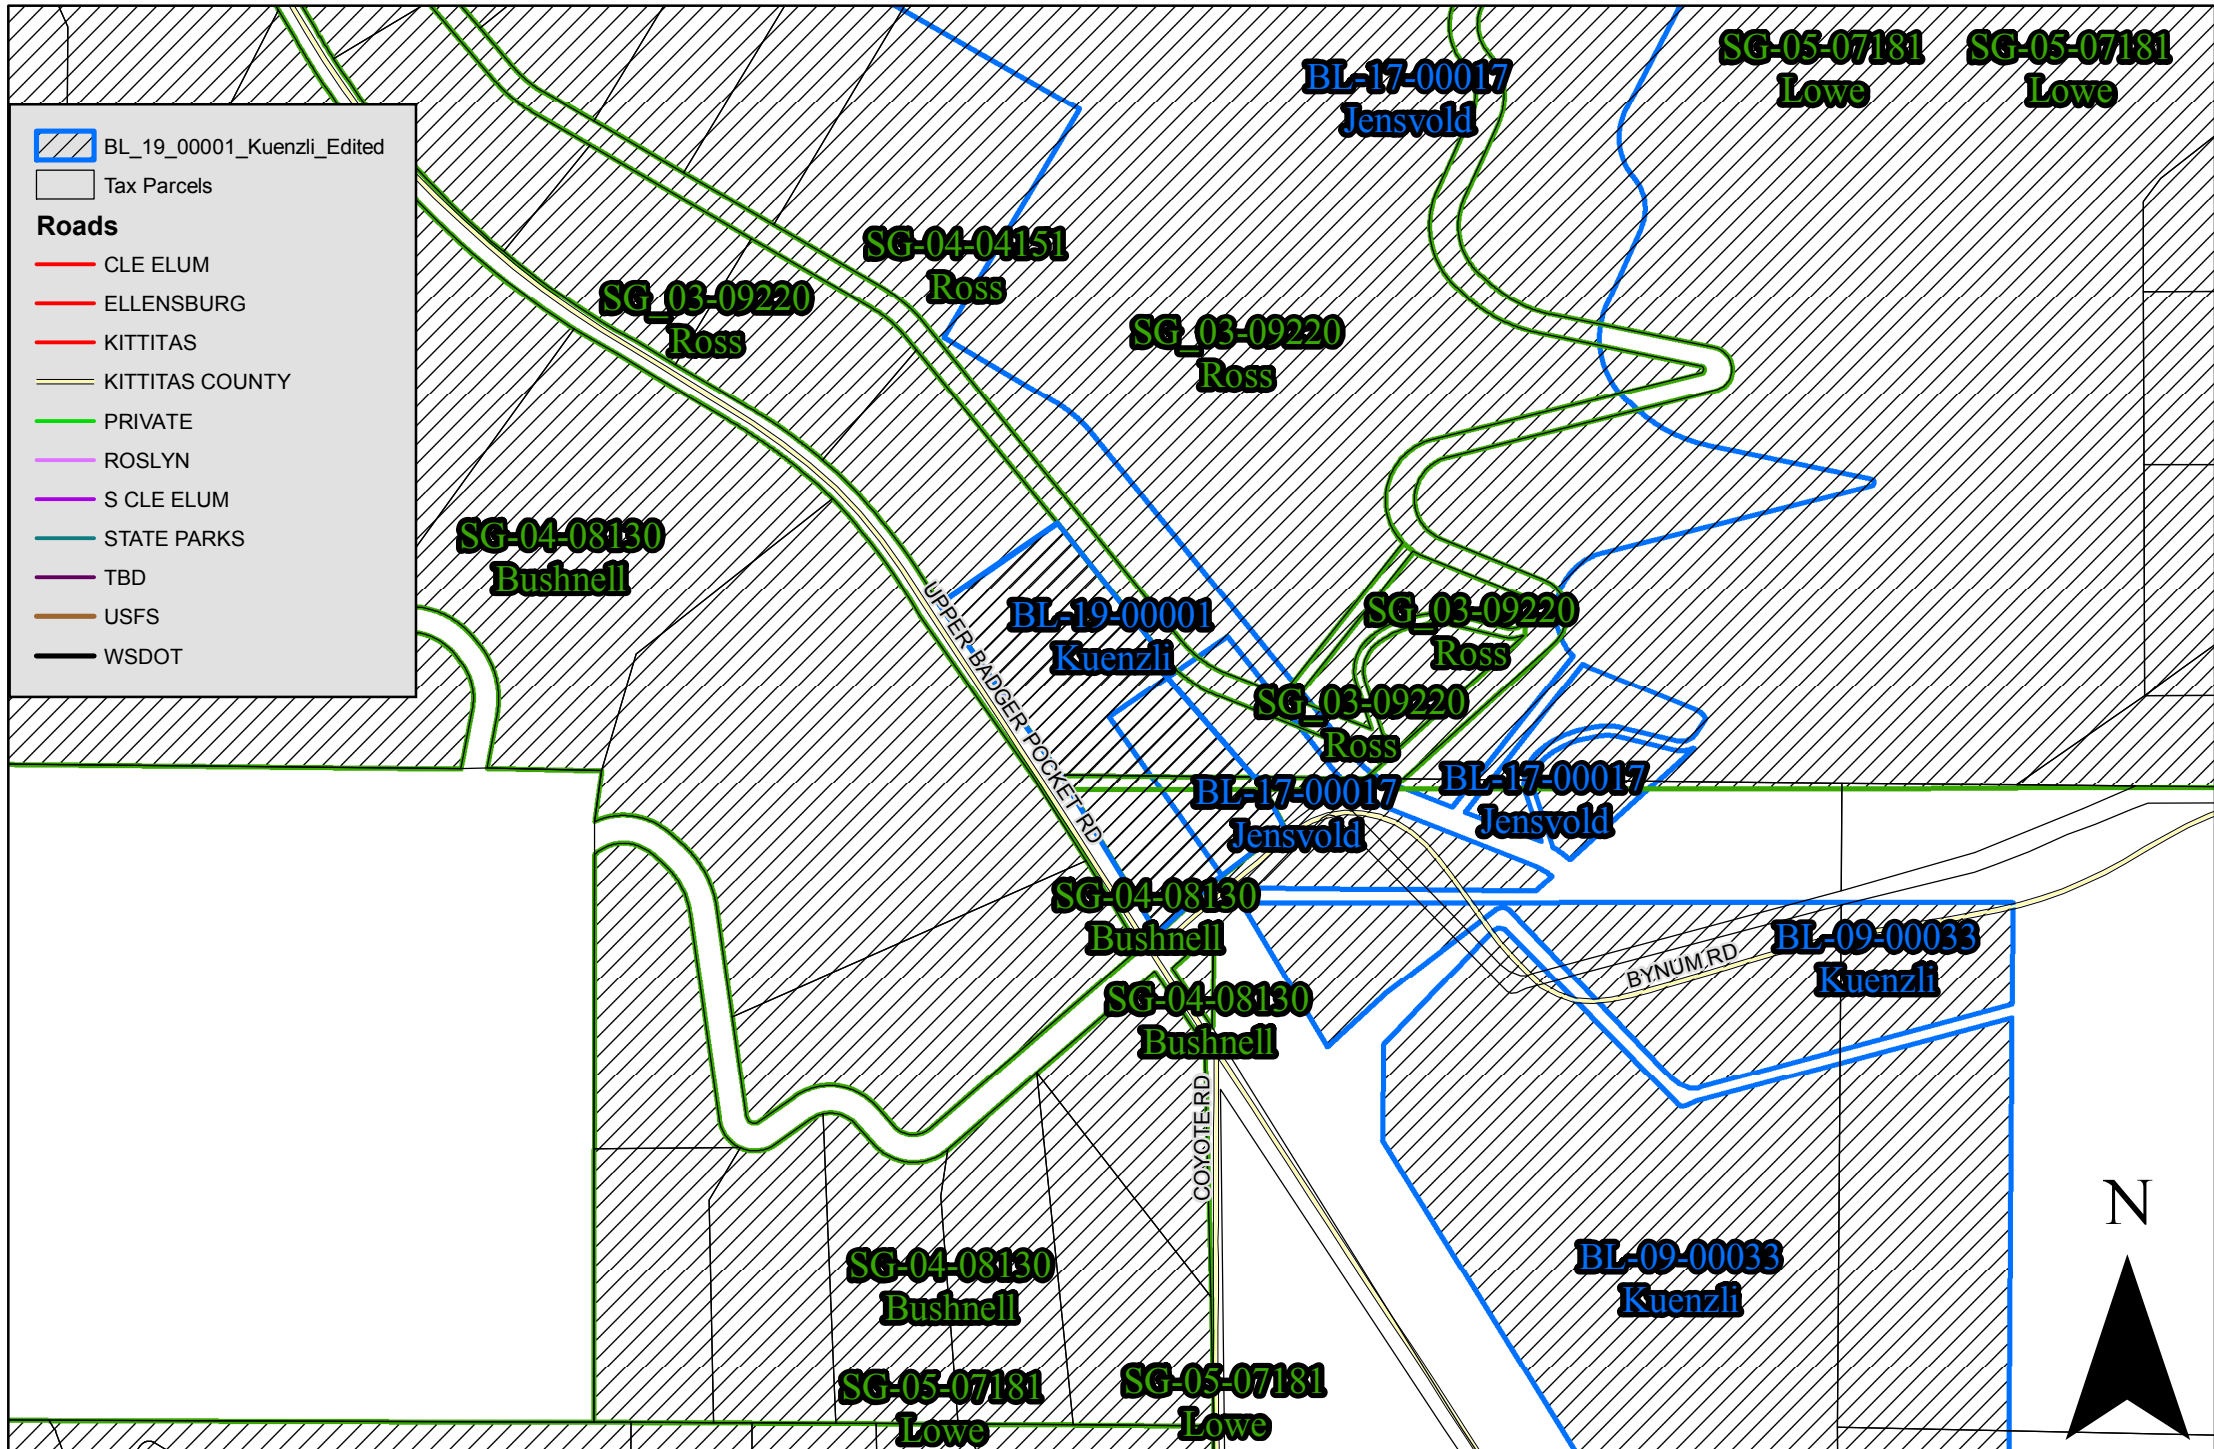 SG-05-07181
Lowe
SG-05-07181
Lowe
BL-17-00017
Jensvold
BL_19_00001_Kuenzli_Edited
Tax Parcels
Roads
CLE ELUM
ELLENSBURG
KITTITAS
KITTITAS COUNTY
PRIVATE
ROSLYN
S CLE ELUM
STATE PARKS
TBD
USFS
WSDOT
SG-04-04151
Ross
SG_03-09220
Ross
SG_03-09220
Ross
SG-04-08130
Bushnell
BL-19-00001
Kuenzli
SG_03-09220
Ross
SG_03-09220
Ross
UPPER BADGER POCKET RD
BL-17-00017
Jensvold
BL-17-00017
Jensvold
SG-04-08130
Bushnell
BL-09-00033
Kuenzli
BYNUM RD
SG-04-08130
Bushnell
COYOTE RD
N
SG-04-08130
Bushnell
BL-09-00033
Kuenzli
SG-05-07181
Lowe
SG-05-07181
Lowe